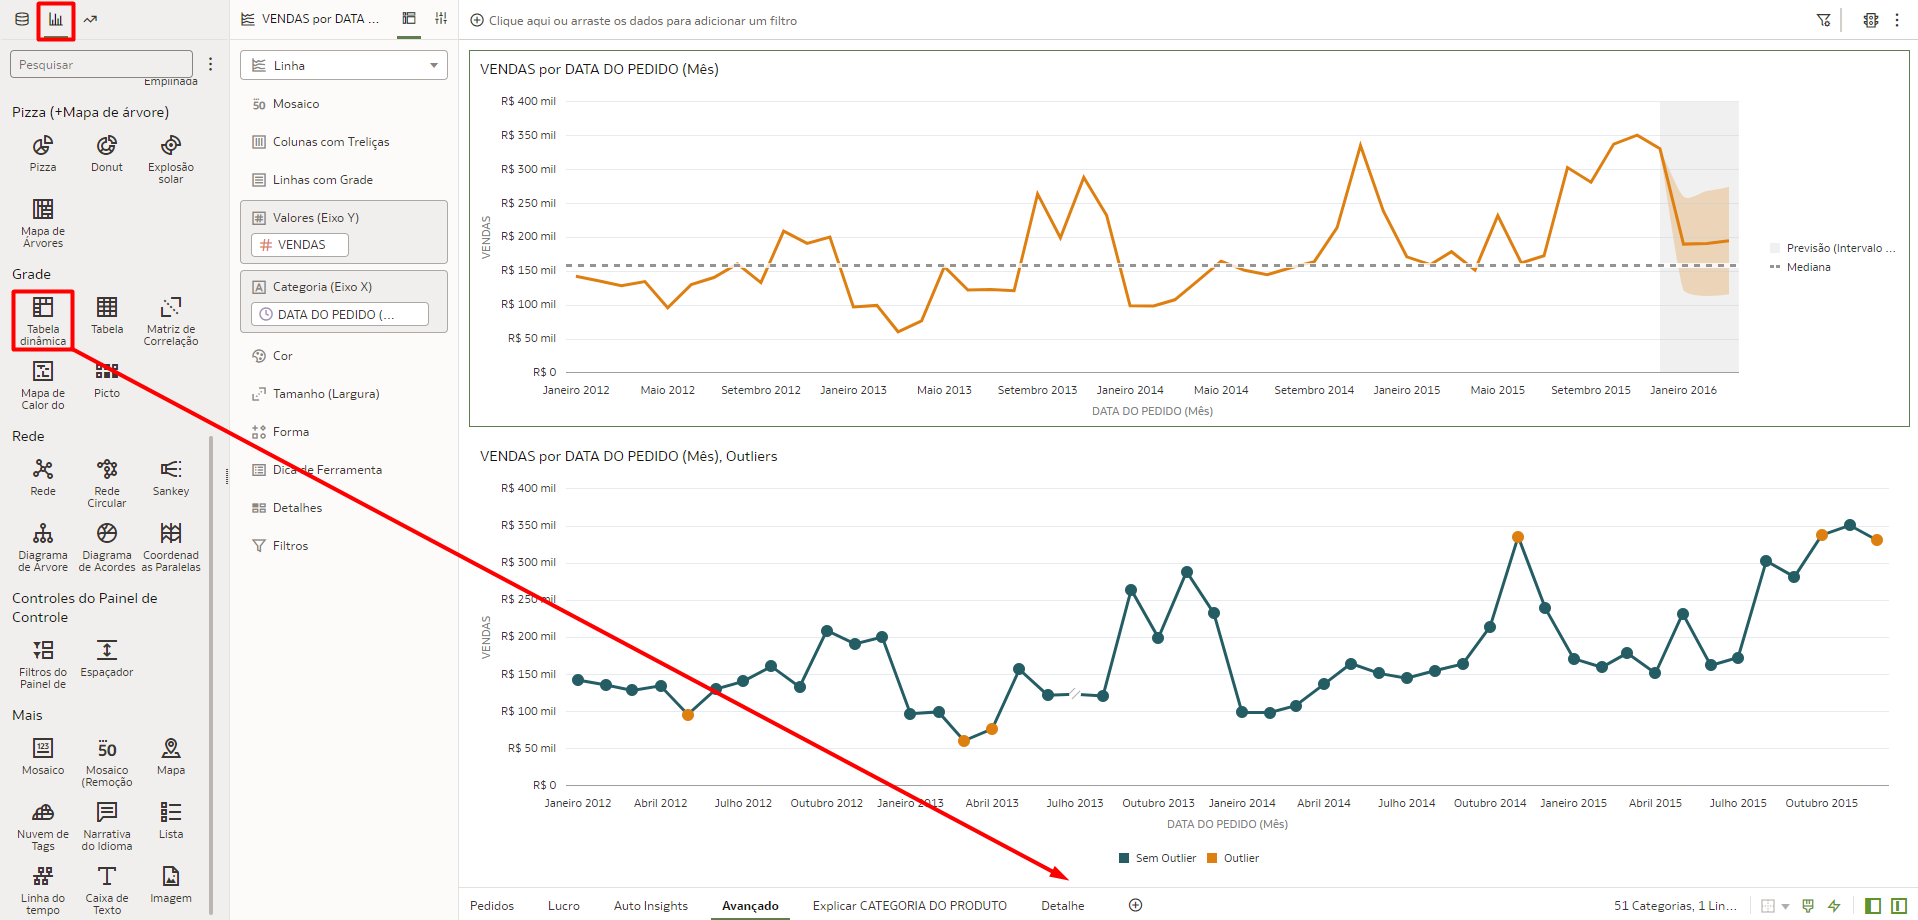 VENDAS por DATA ...
Clique aqui ou arraste os dados para adicionar um filtro
Pesquisar
Empilhada
Pizza (+Mapa de árvore)
Pizza
Donut
Explosão
solar
Mapa de
Árvores
Grade
Tabela
dinâmica
Tabela
Matriz de
Correlação
Mapa de
Calor do
Picto
Rede
Rede
Rede
Circular
Sankey
Diagrama
de Árvore
Diagrama
de Acordes
Coordenad
as Paralelas
Controles do Painel de
Controle
Filtros do
Painel de
Espaçador
Mais
123
Mosaico
50
Mosaico
(Remoção
Mapa
Nuvem de
Tags
Narrativa
do Idioma
Lista
Linha do
tempo
Caixa de
Texto
Imagem
Linha
50 Mosaico
Colunas com Treliças
Linhas com Grade
Valores (Eixo Y)
# VENDAS
A Categoria (Eixo X)
DATA DO PEDIDO (...
Cor
Tamanho (Largura)
Forma
Dica de Ferramenta
Detalhes
Filtros
VENDAS por DATA DO PEDIDO (Mês)
R$ 400 mil
R$ 350 mil
R$ 300 mil
R$ 250 mil
R$ 200 mil
R$ 150 mil
R$ 100 mil
R$ 50 mil
R$ 0
VENDAS
Janeiro 2012
Maio 2012
Setembro 2012
Janeiro 2013
Maio 2013
Setembro 2013
Janeiro 2014
Maio 2014
Setembro 2014
Janeiro 2015
Maio 2015
Setembro 2015
Janeiro 2016
DATA DO PEDIDO (Mês)
Previsão (Intervalo ...
Mediana
VENDAS por DATA DO PEDIDO (Mês), Outliers
R$ 400 mil
R$ 350 mil
R$ 300 mil
R$ 250 mil
R$ 200 mil
R$ 150 mil
R$ 100 mil
R$ 50 mil
R$ 0
VENDAS
Janeiro 2012
Abril 2012
Julho 2012
Outubro 2012
Janeiro 2013
Abril 2013
Julho 2013
Outubro 2013
Janeiro 2014
Abril 2014
Julho 2014
Outubro 2014
Janeiro 2015
Abril 2015
Julho 2015
Outubro 2015
DATA DO PEDIDO (Mês)
Sem Outlier
Outlier
Pedidos
Lucro
Auto Insights
Avançado
Explicar CATEGORIA DO PRODUTO
Detalhe
51 Categorias, 1 Lin...